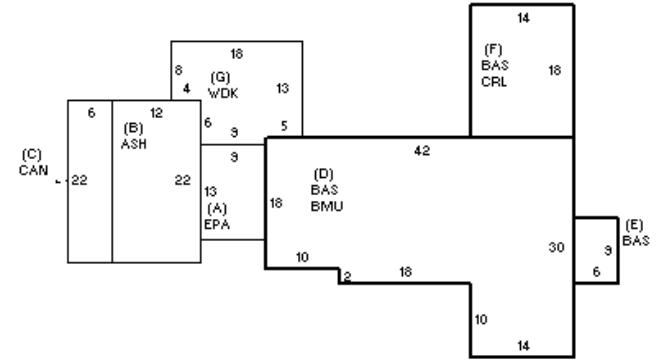 14
(F)
BAS
CRL
18
18
8
(G)
WDK
4
13
6
12
(B)
ASH
6
9
5
9
42
(C)
CAN
22
22
13
(A)
EPA
18
(D)
BAS
BMU
(E)
BAS
30
9
6
10
2
18
10
14